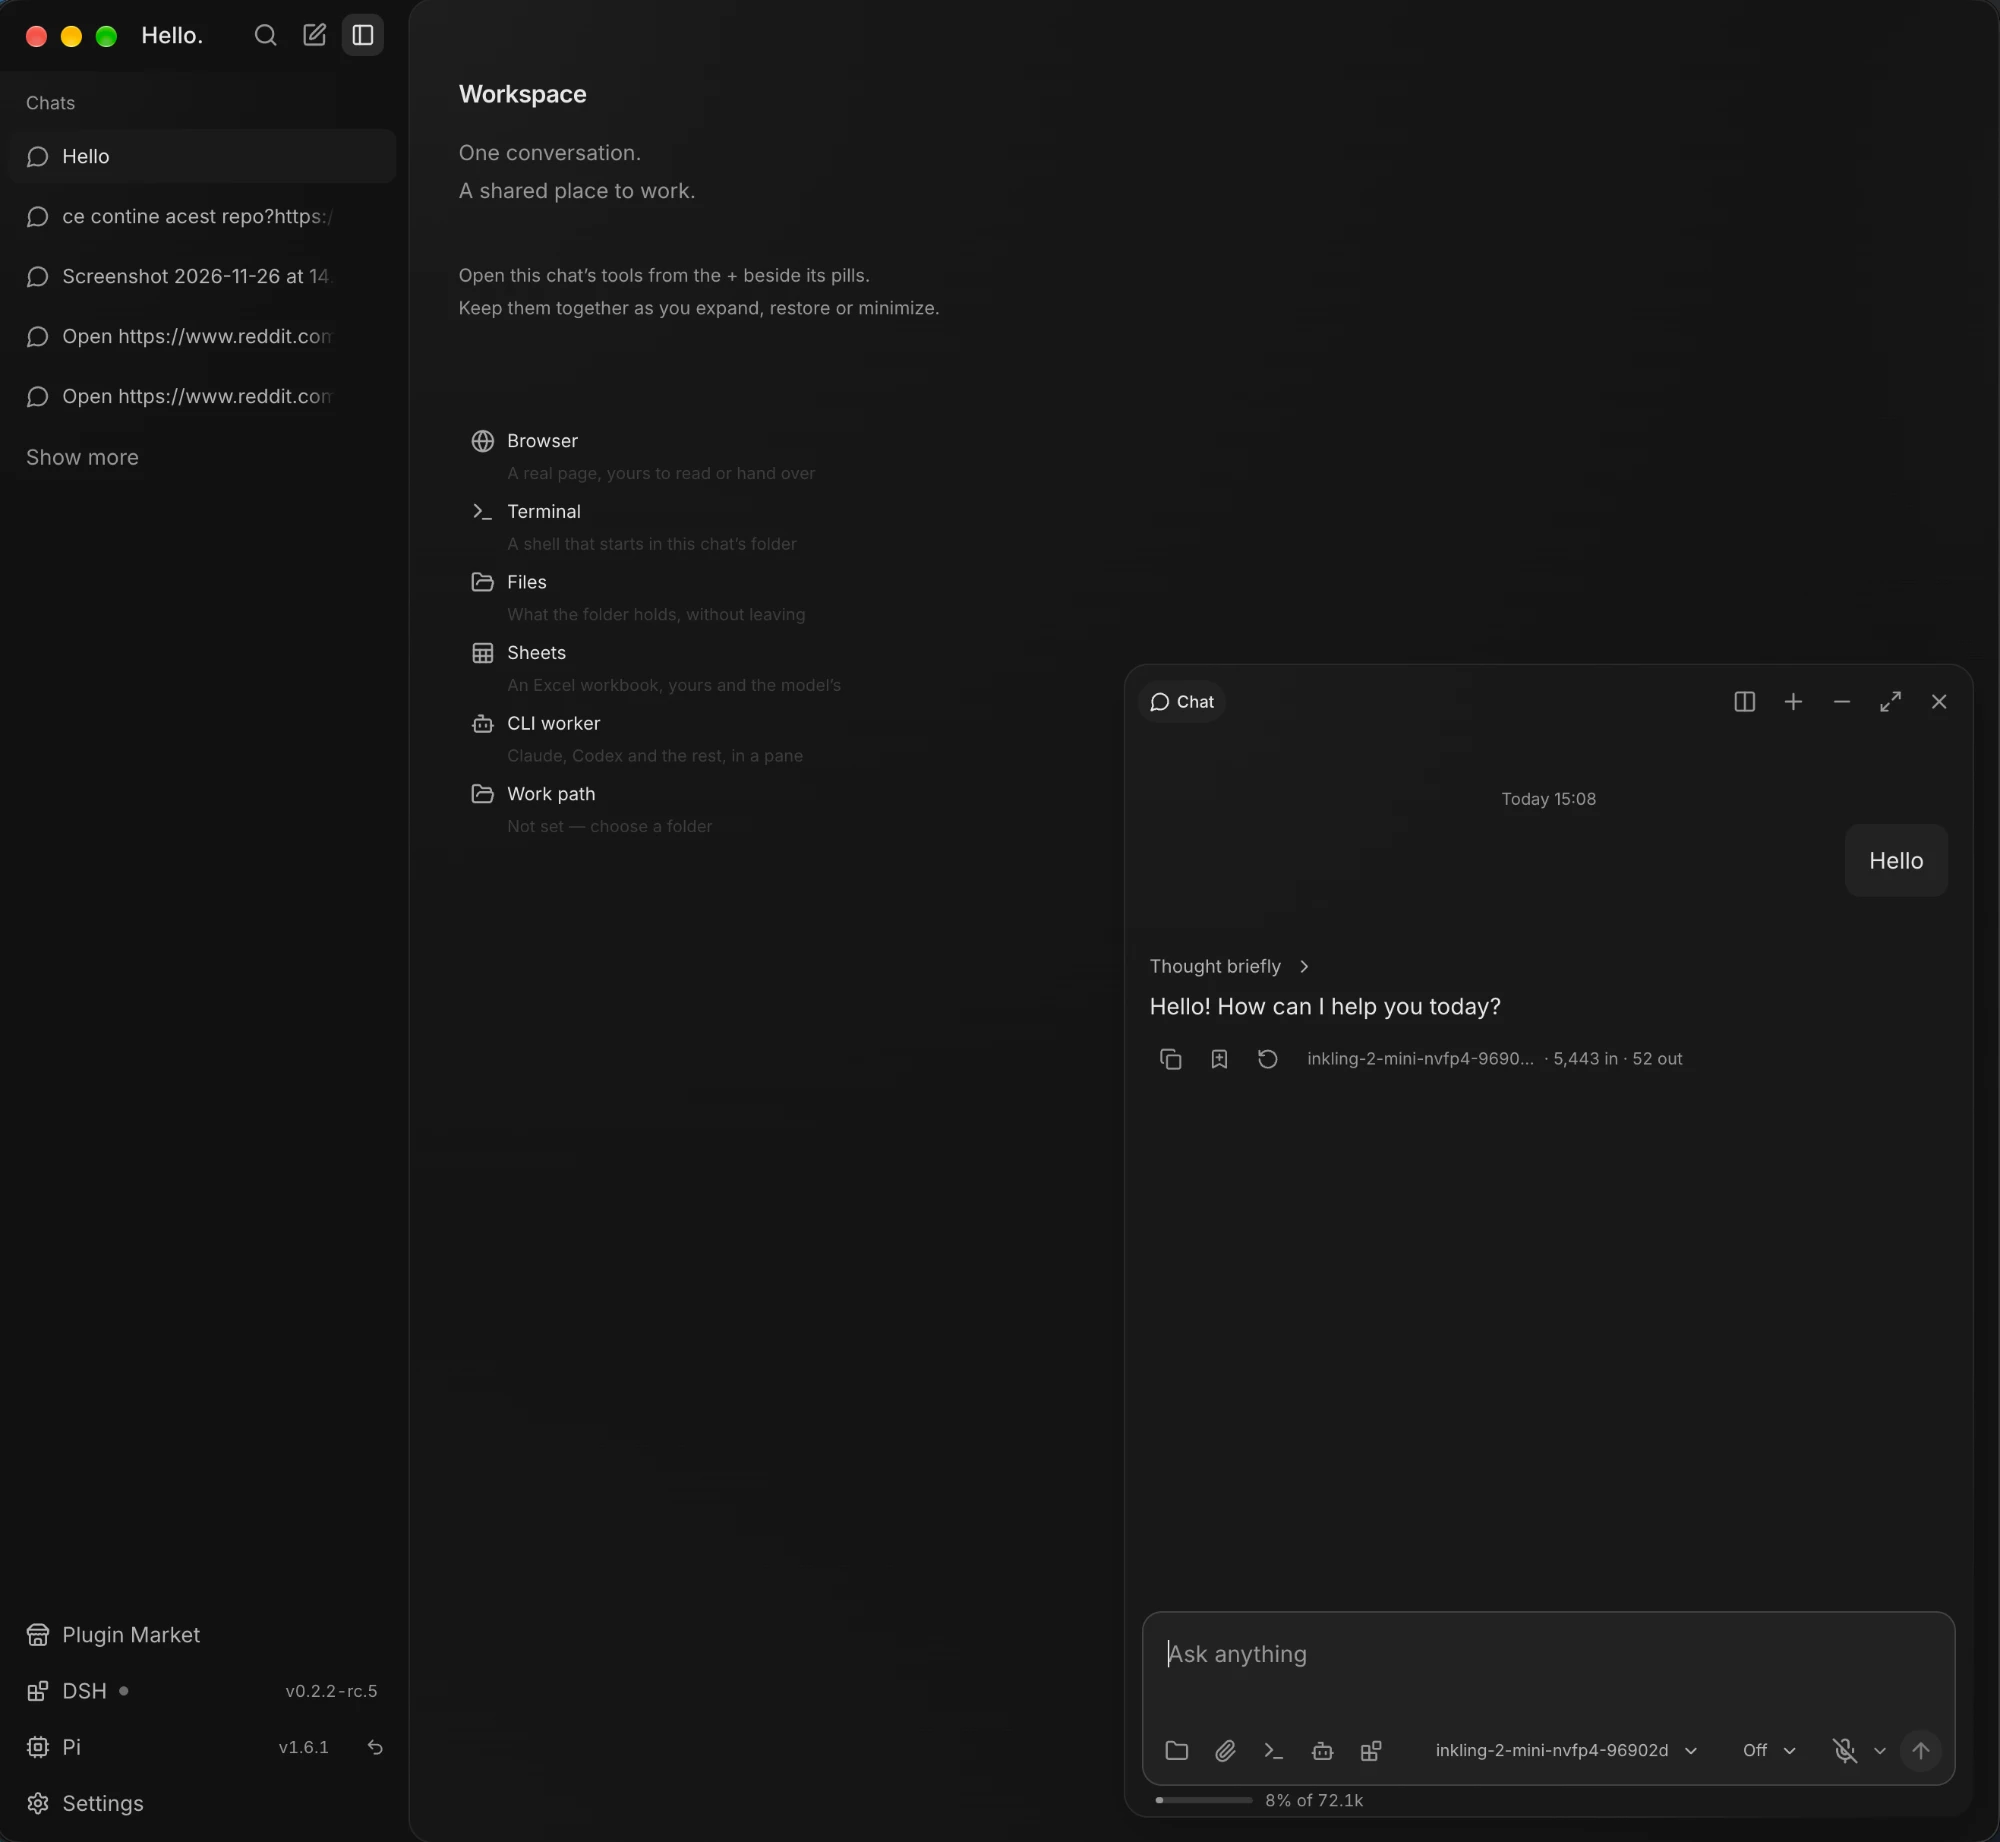 Hello.
Chats
Hello
ce contine acest repo?https:/
Screenshot 2026-11-26 at 14.
Open https://www.reddit.com
Open https://www.reddit.com
Show more
Plugin Market
DSH
v0.2.2-rc.5
Pi
v1.6.1
Settings
Workspace
One conversation.
A shared place to work.
Open this chat’s tools from the + beside its pills.
Keep them together as you expand, restore or minimize.
Browser
A real page, yours to read or hand over
Terminal
A shell that starts in this chat’s folder
Files
What the folder holds, without leaving
Sheets
An Excel workbook, yours and the model’s
CLI worker
Claude, Codex and the rest, in a pane
Work path
Not set — choose a folder
Chat
Today 15:08
Hello
Thought briefly
Hello! How can I help you today?
inkling-2-mini-nvfp4-9690... · 5,443 in · 52 out
Ask anything
inkling-2-mini-nvfp4-96902d
Off
8% of 72.1k